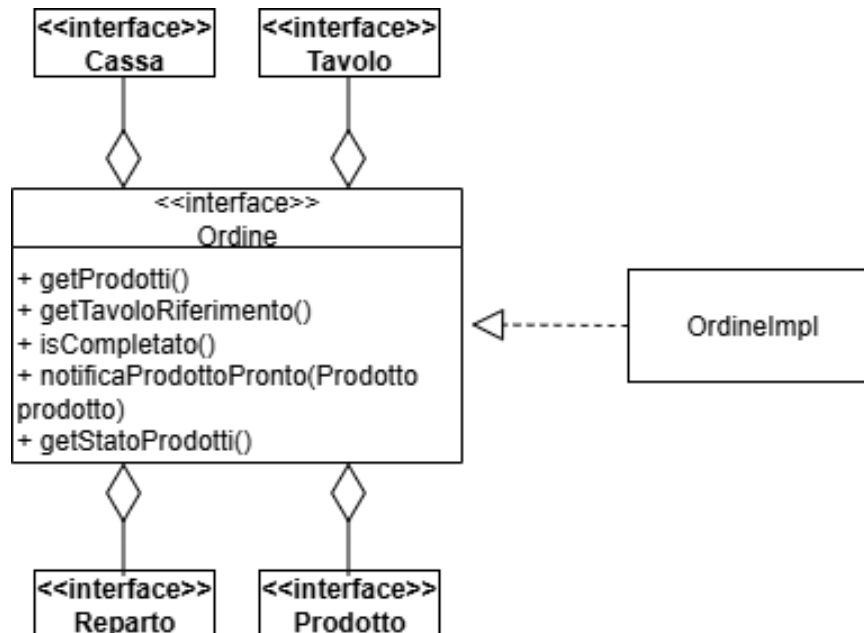 <<interface>>
Cassa
<<interface>>
Tavolo
<<interface>>
Ordine
+ getProdotti()
+ getTavoloRiferimento()
+ isCompletato()
+ notificaProdottoPronto(Prodotto
prodotto)
+ getStatoProdotti()
OrdineImpl
<<interface>>
Reparto
<<interface>>
Prodotto